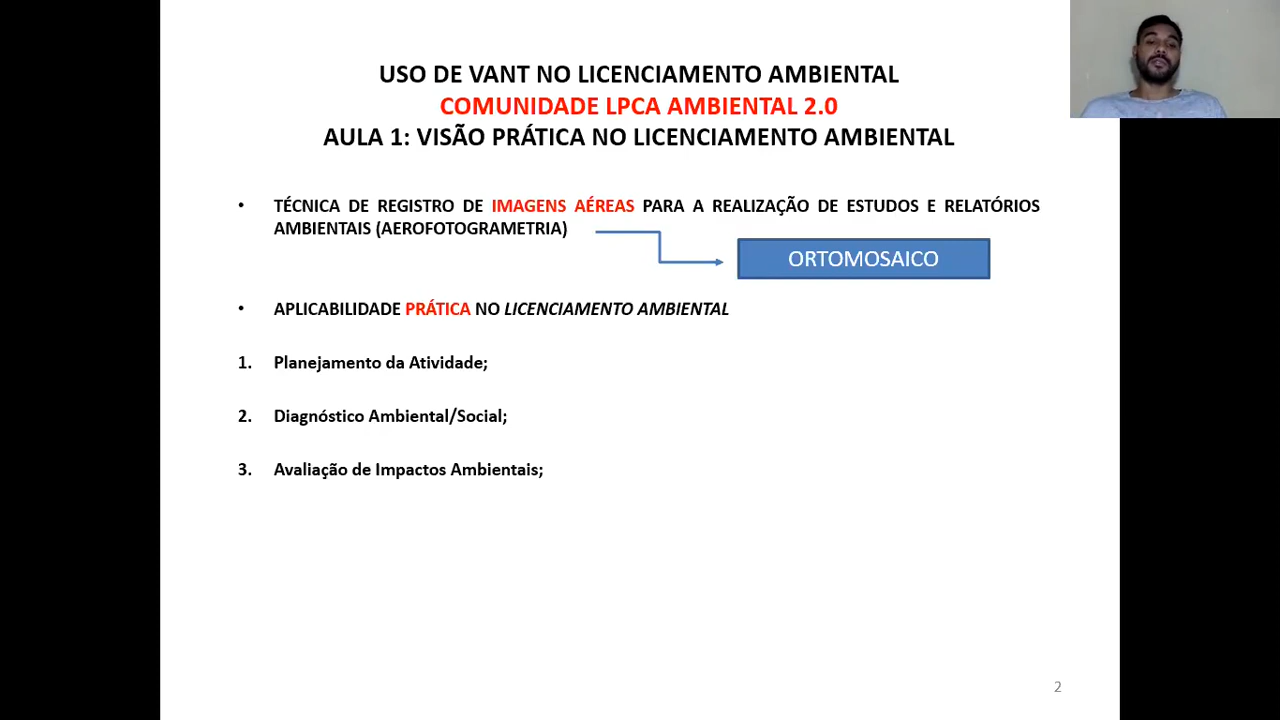 USO DE VANT NO LICENCIAMENTO AMBIENTAL
COMUNIDADE LPCA AMBIENTAL 2.0
AULA 1: VISÃO PRÁTICA NO LICENCIAMENTO AMBIENTAL
• TÉCNICA DE REGISTRO DE IMAGENS AÉREAS PARA A REALIZAÇÃO DE ESTUDOS E RELATÓRIOS
AMBIENTAIS (AEROFOTOGRAMETRIA)
ORTOMOSAICO
• APLICABILIDADE PRÁTICA NO LICENCIAMENTO AMBIENTAL
1. Planejamento da Atividade;
2. Diagnóstico Ambiental/Social;
3. Avaliação de Impactos Ambientais;
2